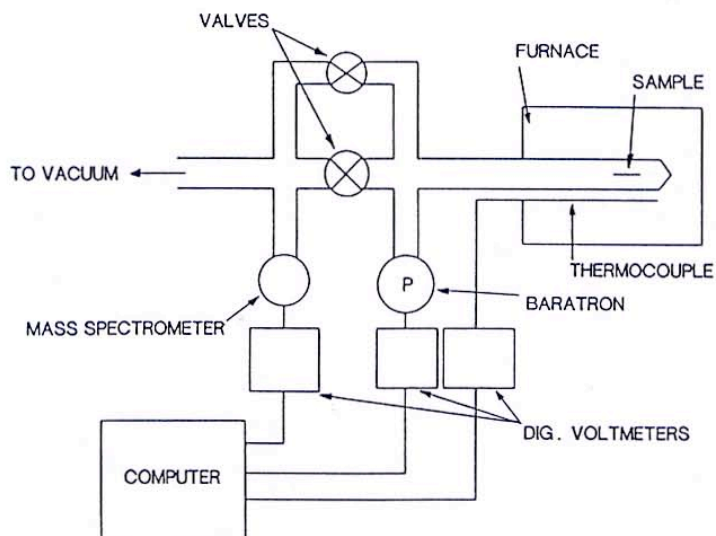 VALVES
FURNACE
SAMPLE
TO VACUUM
THERMOCOUPLE
P
BARATRON
MASS SPECTROMETER
DIG. VOLTMETERS
COMPUTER